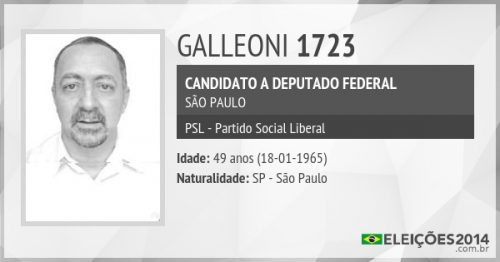 GALLEONI 1723
CANDIDATO A DEPUTADO FEDERAL
SÃO PAULO
PSL - Partido Social Liberal
Idade: 49 anos (18-01-1965)
Naturalidade: SP - São Paulo
ELEIÇÕES2014
.com.br